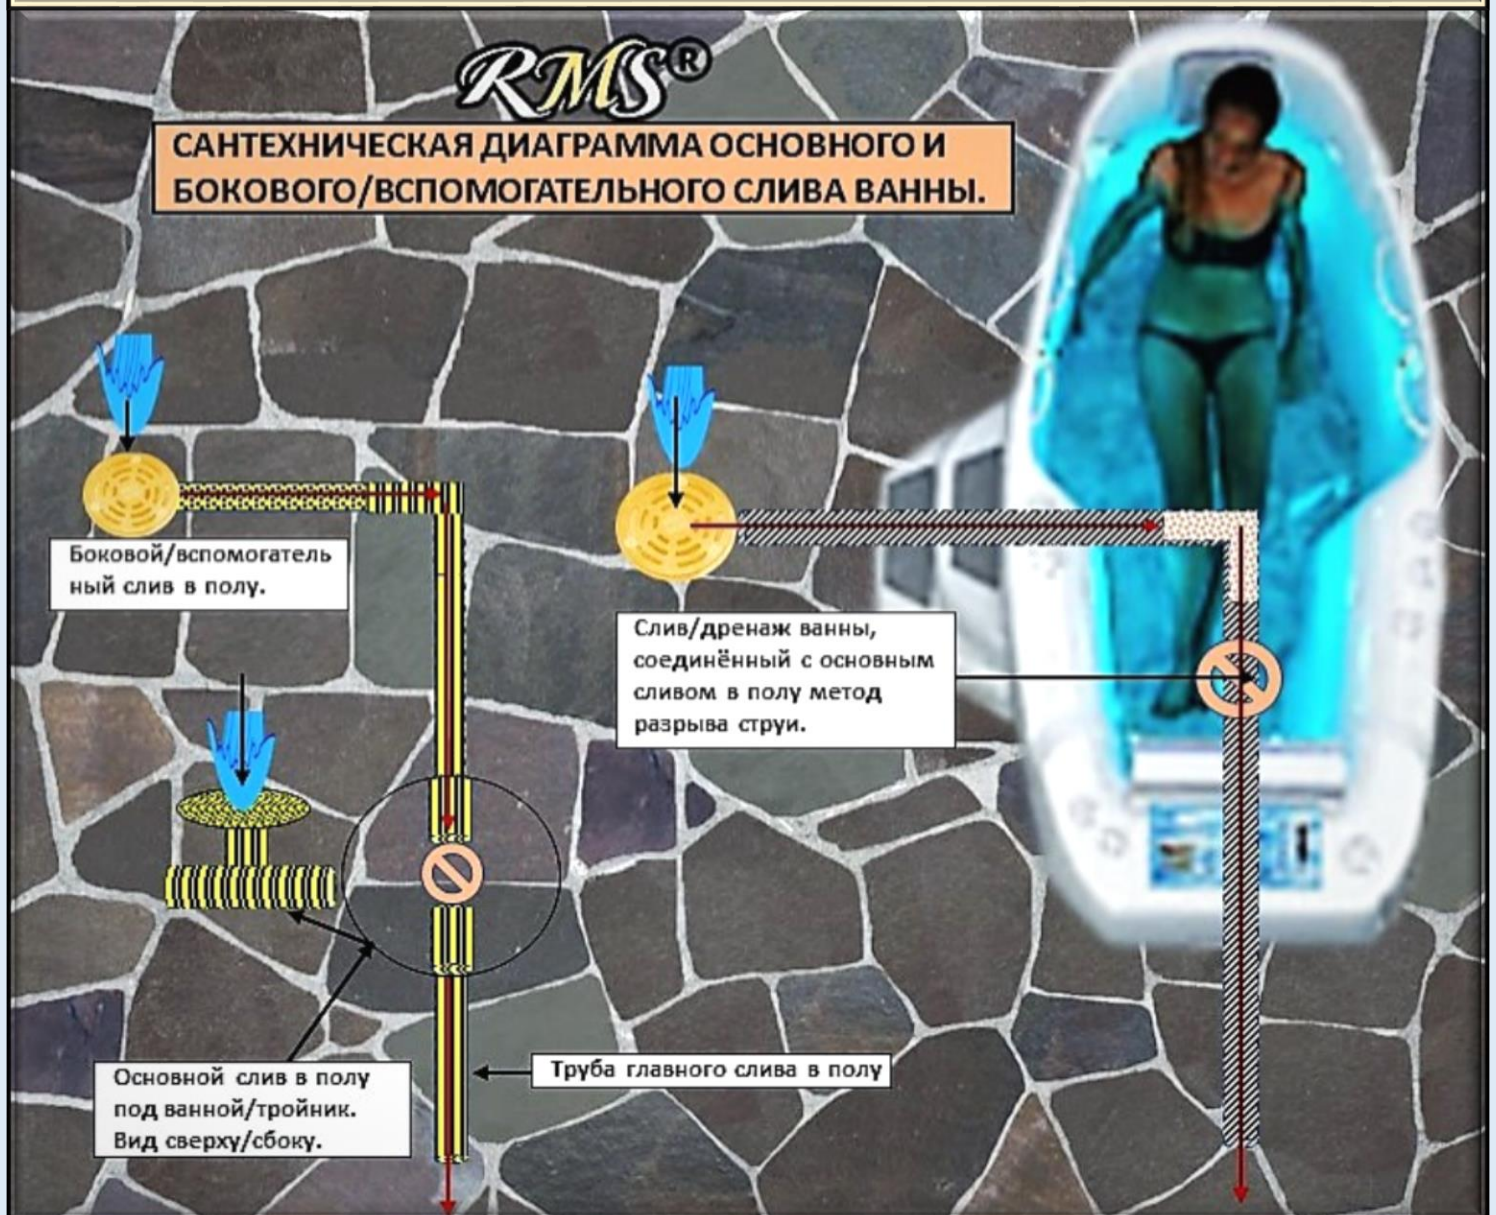 RMS®
САНТЕХНИЧЕСКАЯ ДИАГРАММА ОСНОВНОГО И
БОКОВОГО/ВСПОМОГАТЕЛЬНОГО СЛИВА ВАННЫ.
Боковой/вспомогатель
ный слив в полу.
Слив/дренаж ванны,
соединённый с основным
сливом в полу метод
разрыва струи.
Труба главного слива в полу
Основной слив в полу
под ванной/тройник.
Вид сверху/сбоку.